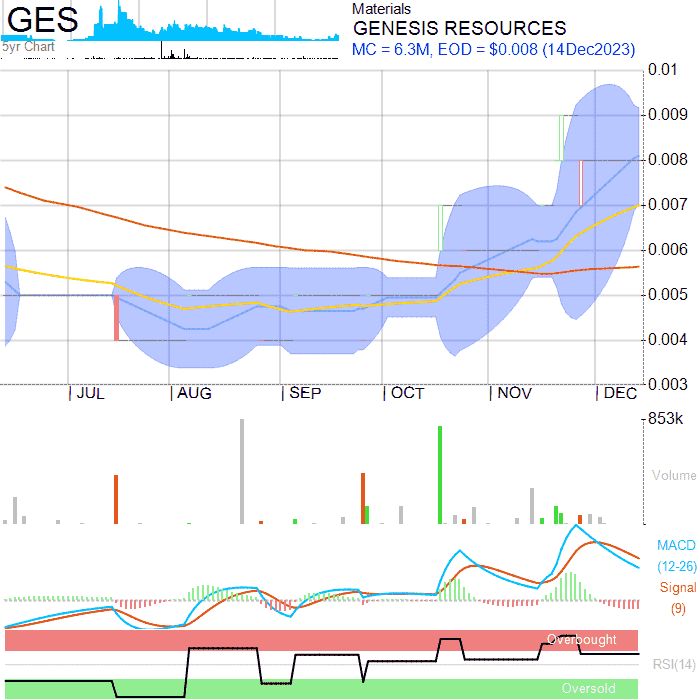 GES
5yr Chart
Materials
GENESIS RESOURCES
MC = 6.3M, EOD = $0.008 (14Dec2023)
0.01
0.009
0.008
0.007
0.006
0.005
0.004
0.003
JUL AUG SEP OCT NOV DEC
853k
Volume
MACD
(12-26)
Signal
(9)
Overbought
RSI(14)
Oversold